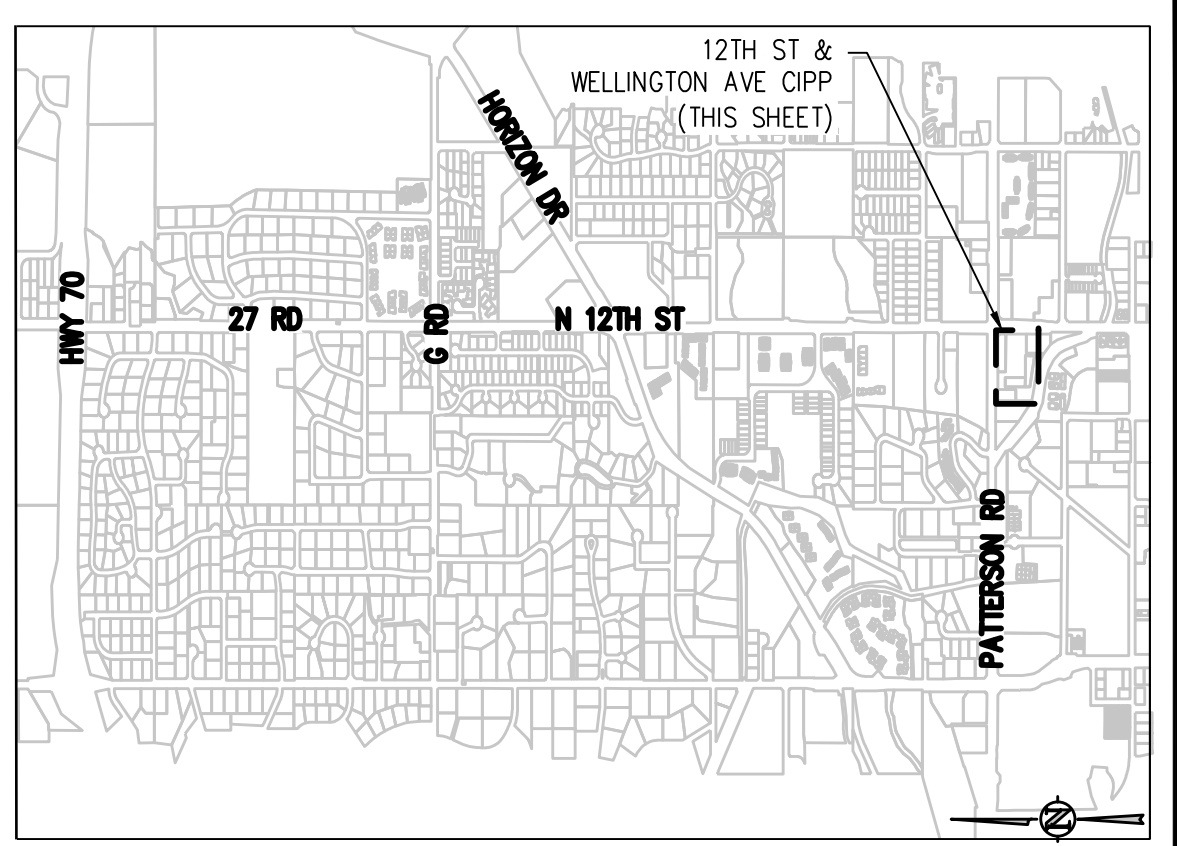 12TH ST &
WELLINGTON AVE CIPP
(THIS SHEET)
HORIZON DR
HWY 70
27 RD
G RD
N 12TH ST
PATTERSON RD
N